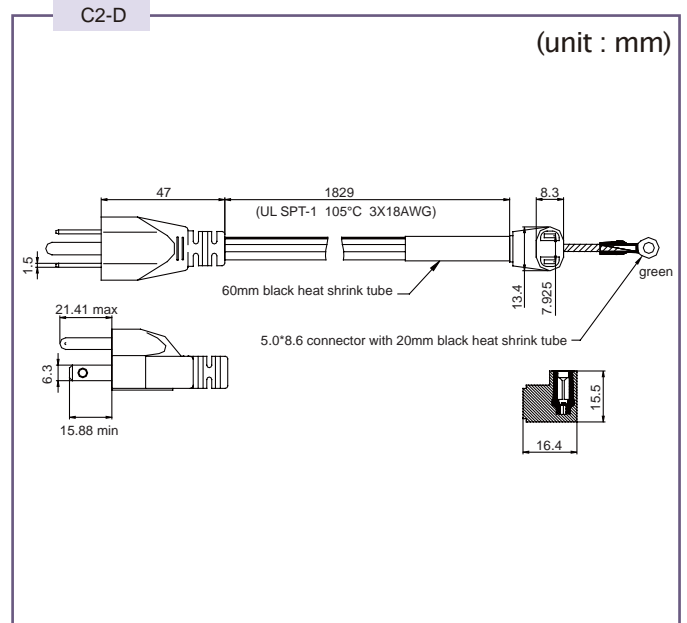 C2-D
(unit : mm)
47
1829
8.3
(UL SPT-1 105°C 3X18AWG)
1.5
green
60mm black heat shrink tube
13.4
7.925
21.41 max
5.0*8.6 connector with 20mm black heat shrink tube
6.3
15.5
15.88 min
16.4